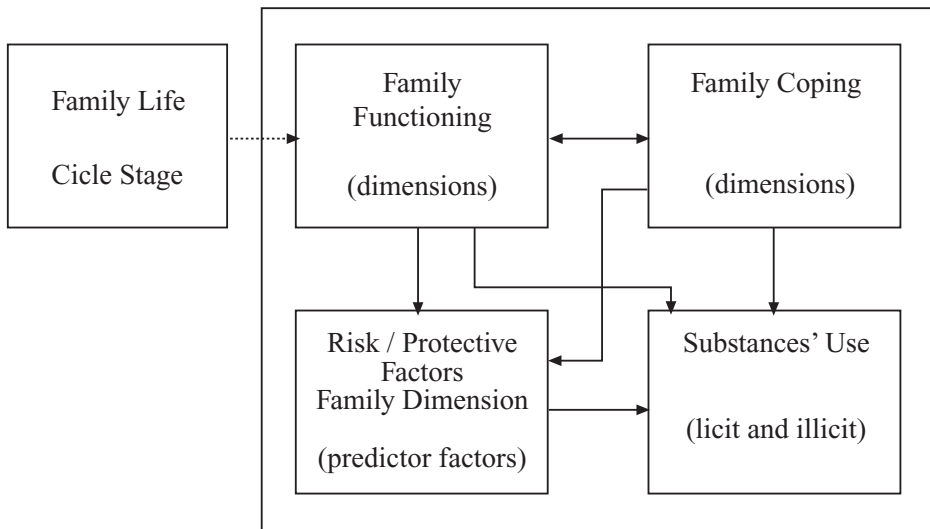 Family Life
Cicle Stage
Family
Functioning
(dimensions)
Family Coping
(dimensions)
Risk / Protective
Factors
Family Dimension
(predictor factors)
Substances’ Use
(licit and illicit)